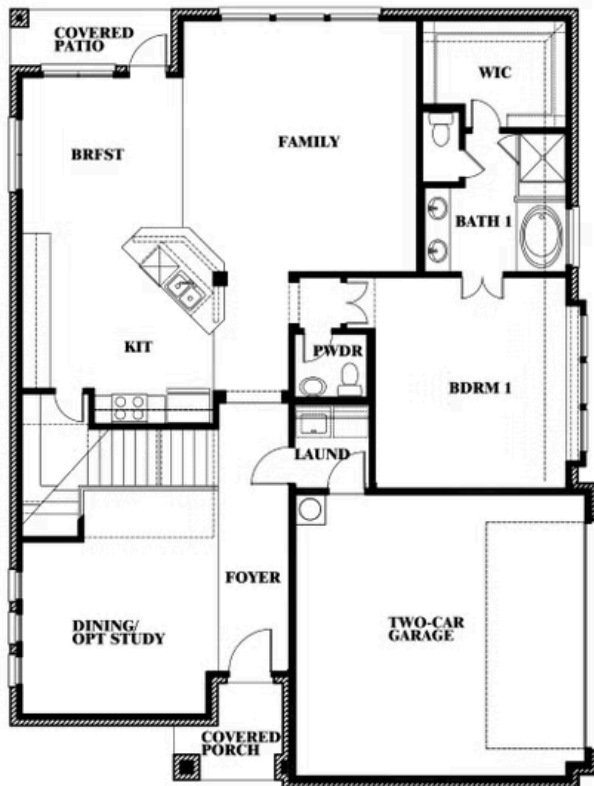 COVERED
PATIO
WIC
BRFST
FAMILY
BATH 1
KIT
PWDR
BDRM 1
LAUND
FOYER
DINING/
OPT STUDY
TWO-CAR
GARAGE
COVERED
PORCH